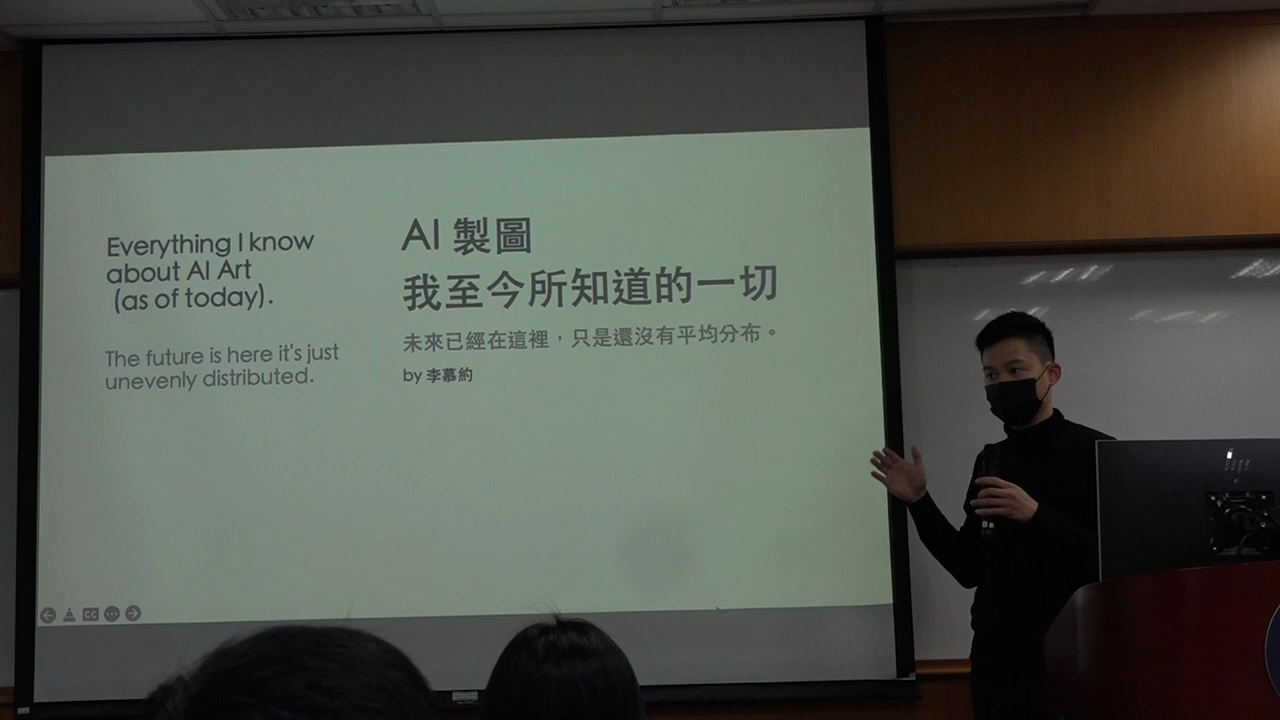 Everything I know
about AI Art
(as of today).
The future is here it's just
unevenly distributed.
AI 製圖
我至今所知道的一切
未來已經在這裡，只是還沒有平均分布。
by 李慕約
CC